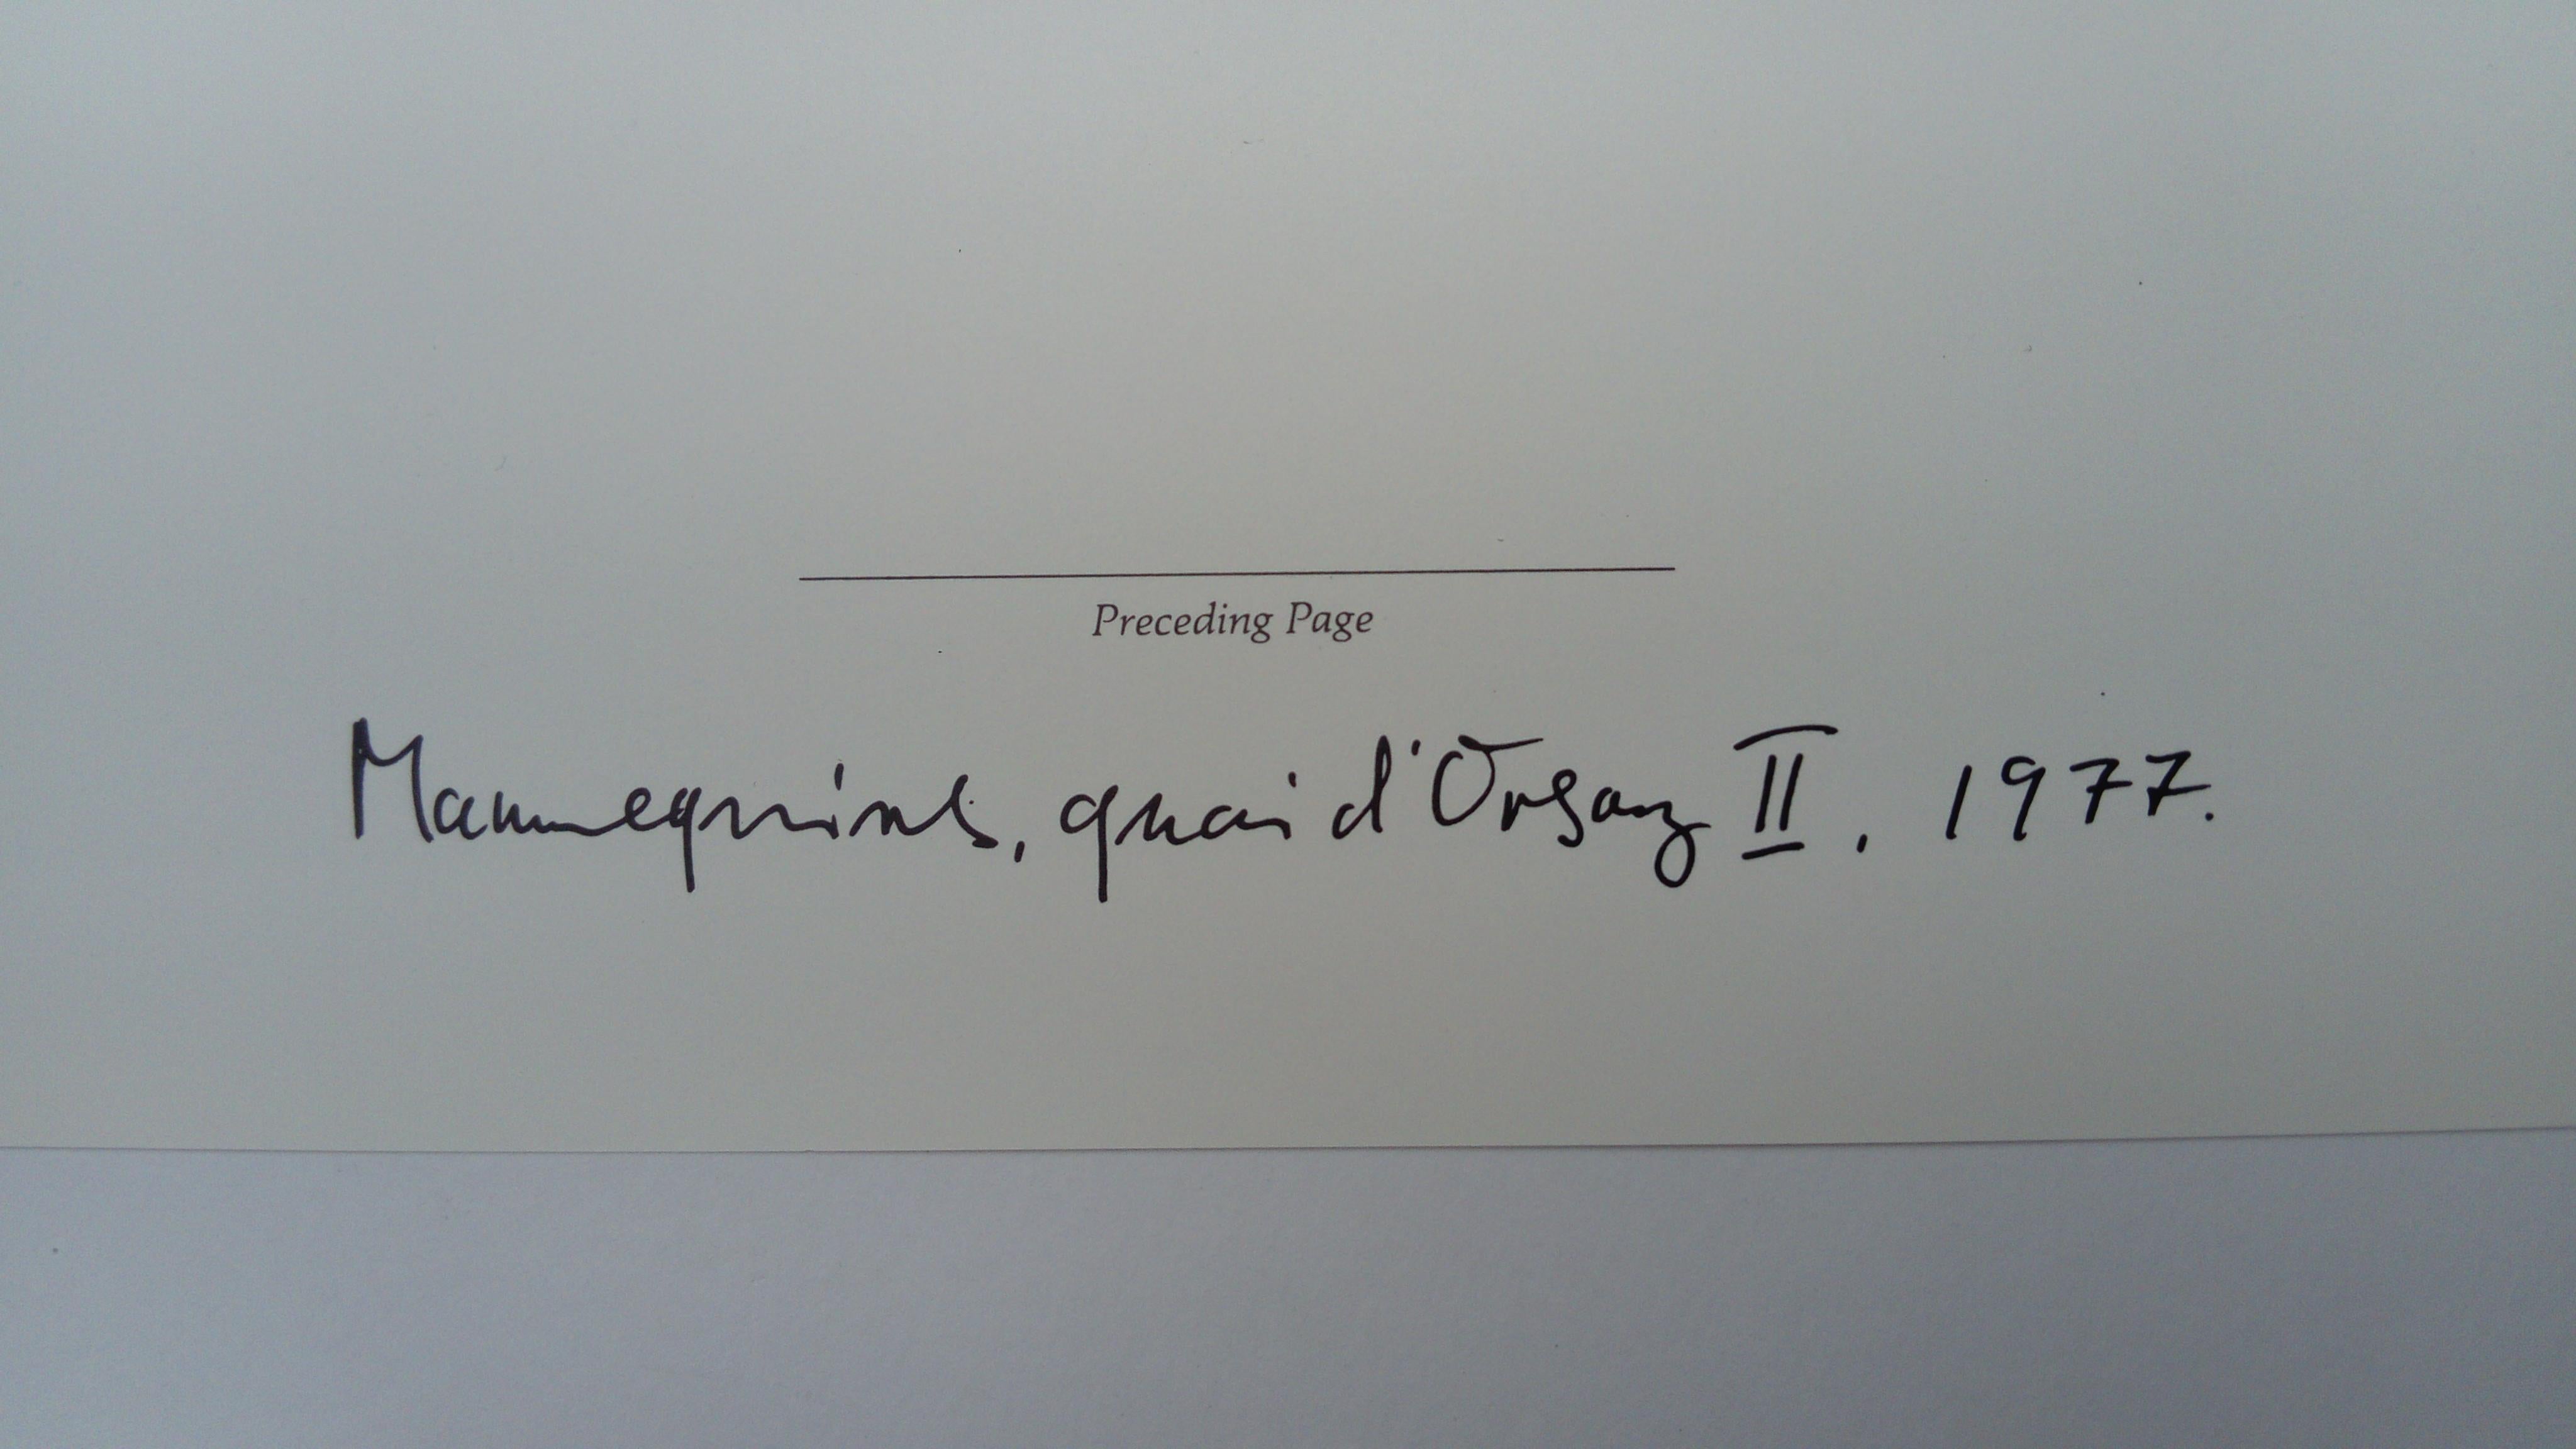 Preceding Page
Mannequins, quai d'Orsay II. 1977.